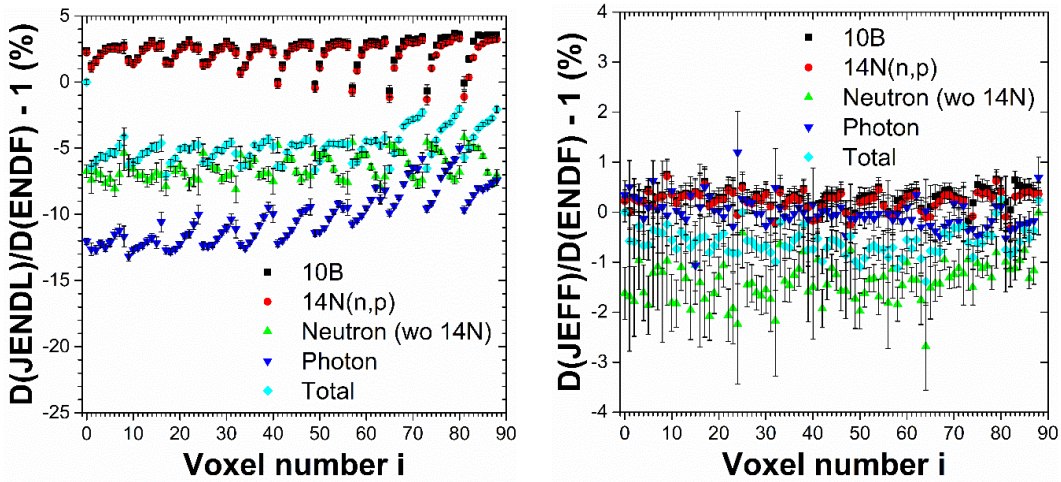 D(JENDL)/D(ENDF) - 1 (%)
5
0
-5
-10
-15
-20
-25
10B
14N(n,p)
Neutron (wo 14N)
Photon
Total
0 10 20 30 40 50 60 70 80 90
Voxel number i
D(JEFF)/D(ENDF) - 1 (%)
4
3
2
1
0
-1
-2
-3
-4
10B
14N(n,p)
Neutron (wo 14N)
Photon
Total
0 10 20 30 40 50 60 70 80 90
Voxel number i